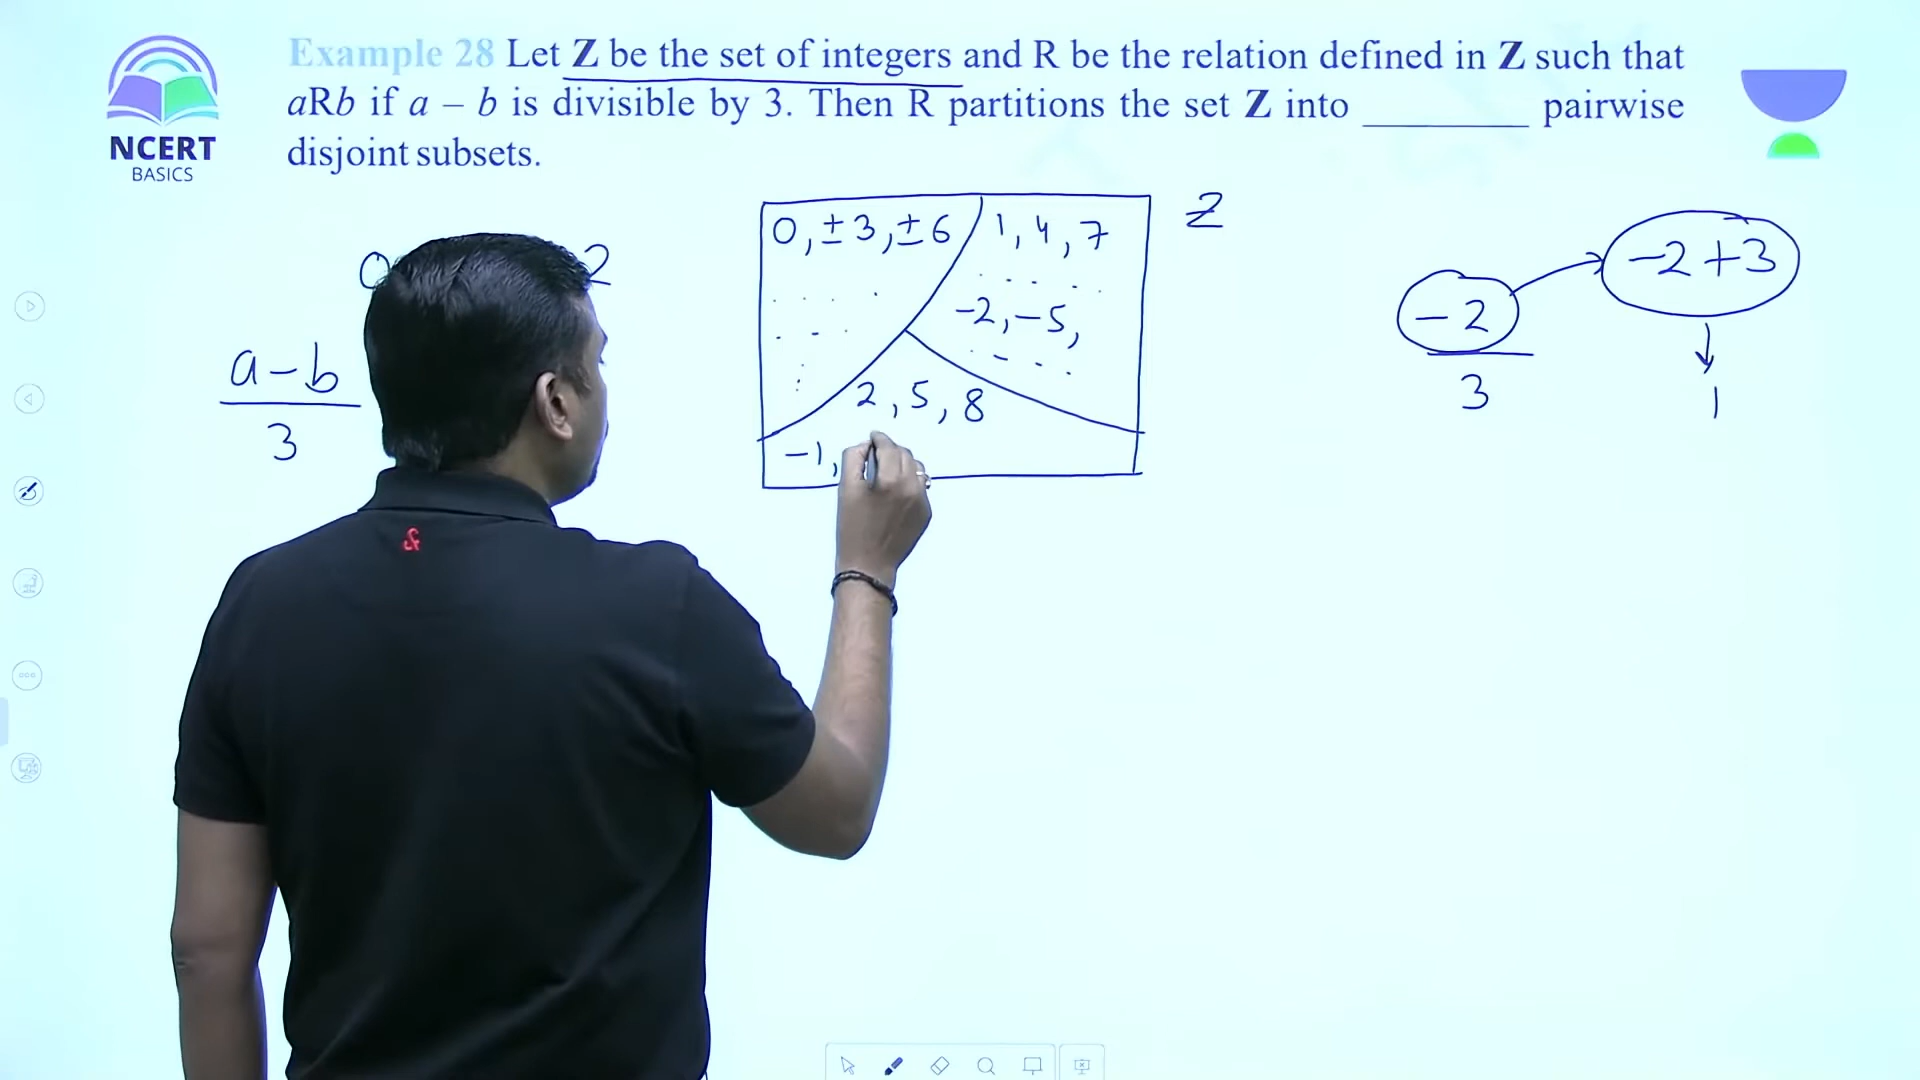 NCERT
BASICS
Example 28 Let Z be the set of integers and R be the relation defined in Z such that
aRb if a – b is divisible by 3. Then R partitions the set Z into ________ pairwise
disjoint subsets.
0 2
a-b
3
0, ±3, ±6
1, 4, 7
-2, -5,
2, 5, 8
-1,
Z
-2
3
-2+3
1